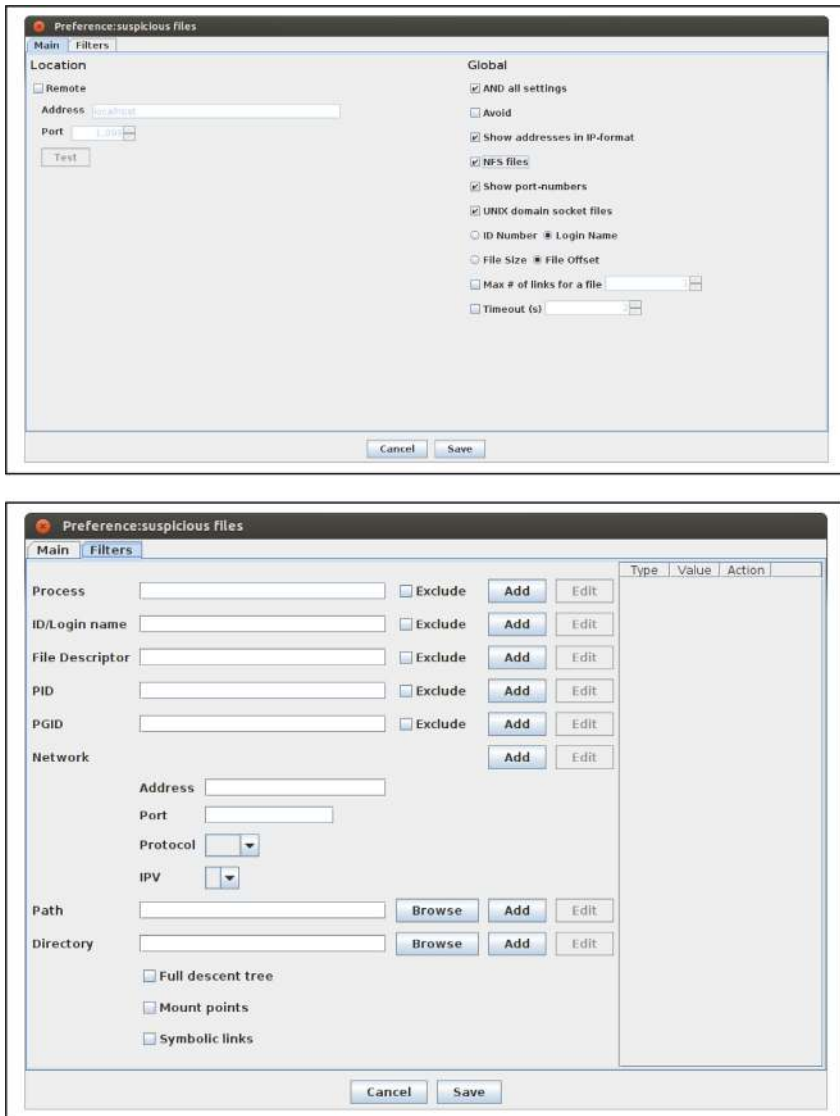 Preference:suspicious files
Main Filters
Location
Remote
Address localhost
Port 1,099
Test
Global
AND all settings
Avoid
Show addresses in IP-format
NFS files
Show port-numbers
UNIX domain socket files
ID Number Login Name
File Size File Offset
Max # of links for a file
Timeout (s) 2
Cancel Save
Preference:suspicious files
Main Filters
Type Value Action
Process Exclude Add Edit
ID/Login name Exclude Add Edit
File Descriptor Exclude Add Edit
PID Exclude Add Edit
PGID Exclude Add Edit
Network Add Edit
Address
Port
Protocol
IPV
Path Browse Add Edit
Directory Browse Add Edit
Full descent tree
Mount points
Symbolic links
Cancel Save